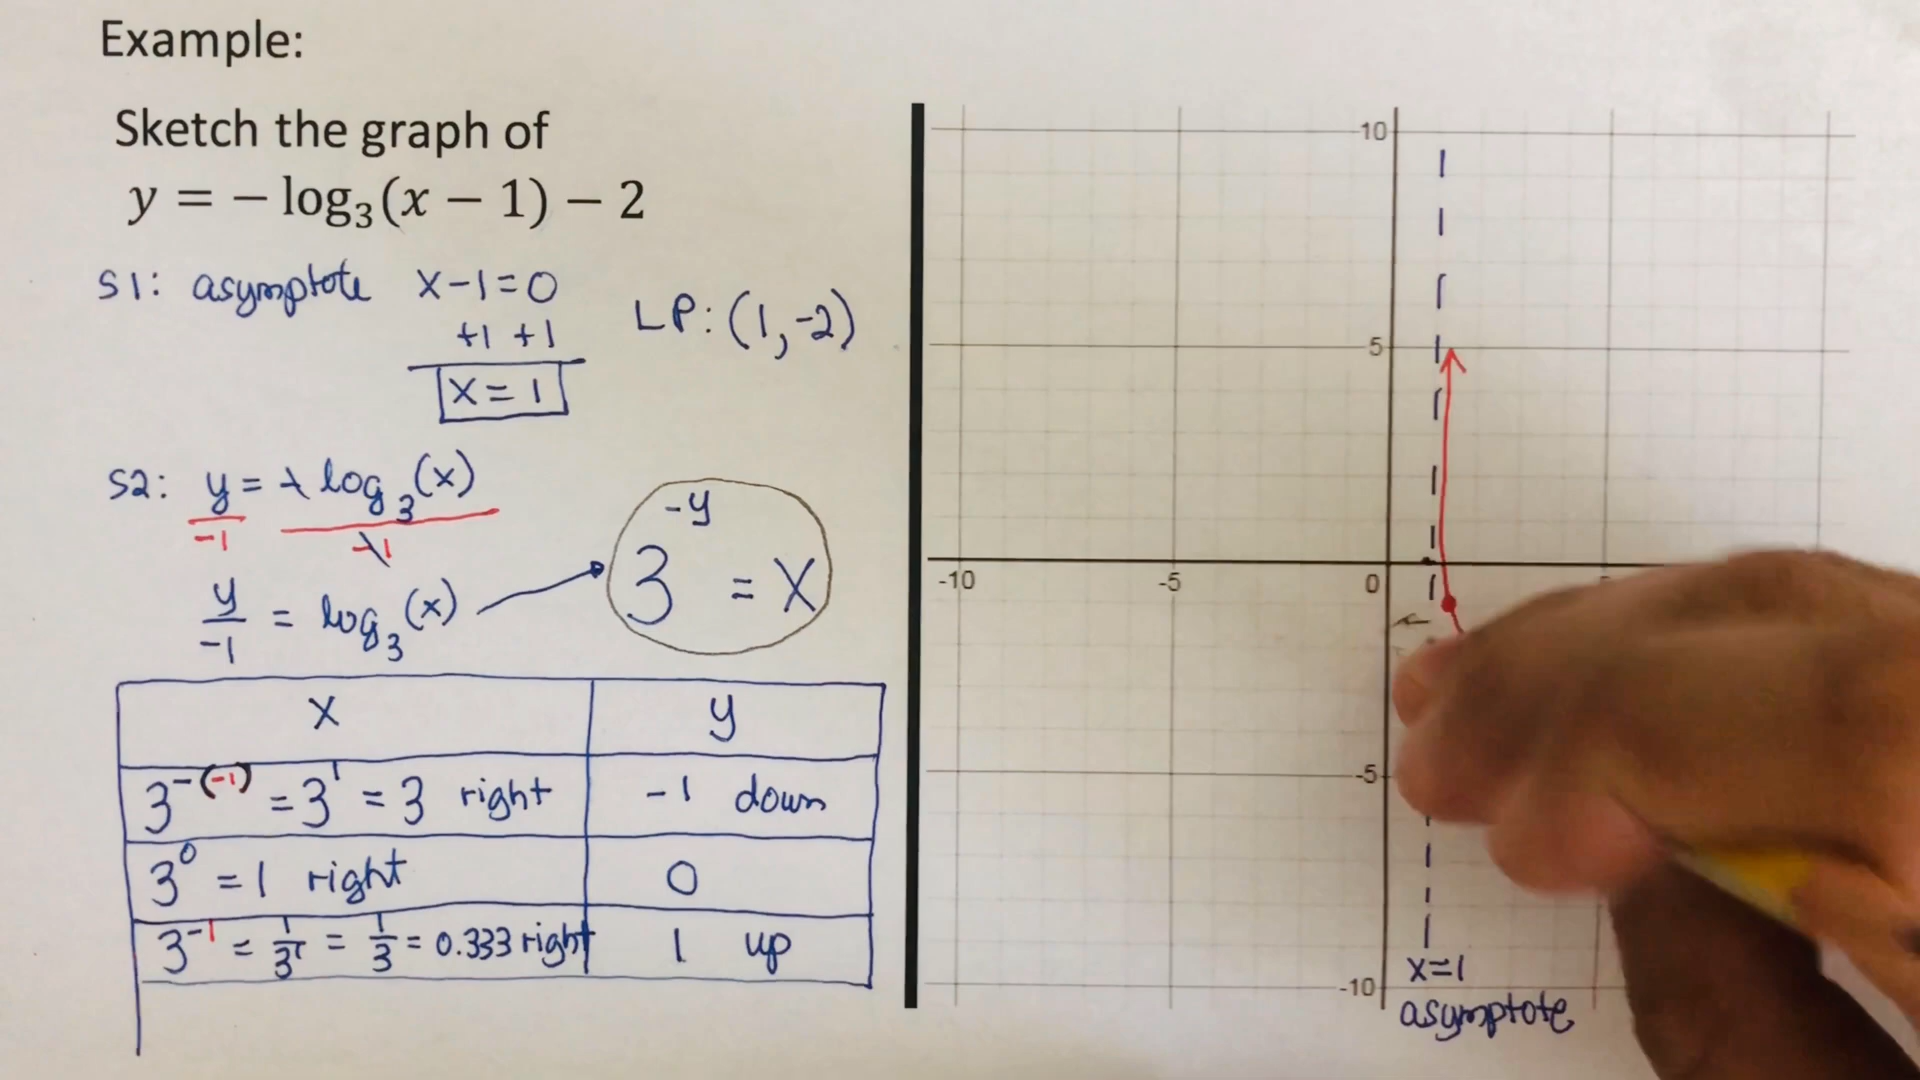 Example:
Sketch the graph of
y = − log₃(x − 1) − 2
S1: asymptote x-1=0
+1 +1
x = 1
LP: (1,-2)
S2: y = - log₃(x)
-1 -1
y/-1 = log₃(x)
3^-y = x
x y
3^-(-1) = 3^1 = 3 right -1 down
3^0 = 1 right 0
3^-1 = 1/3^1 = 1/3 = 0.333 right 1 up
10
5
-10 -5 0
-5
-10
x=1
asymptote